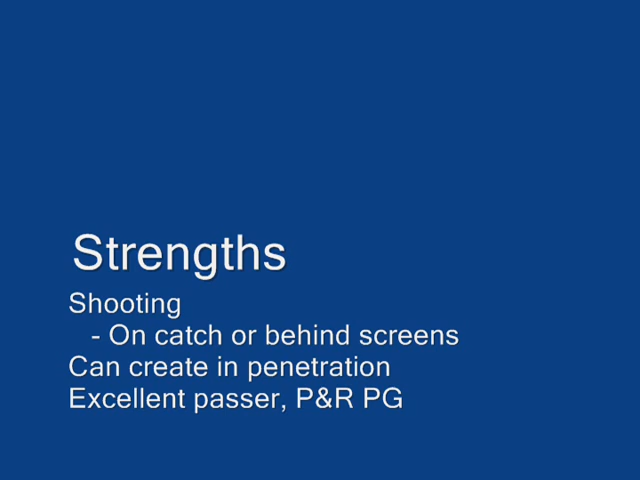 Strengths
Shooting
- On catch or behind screens
Can create in penetration
Excellent passer, P&R PG